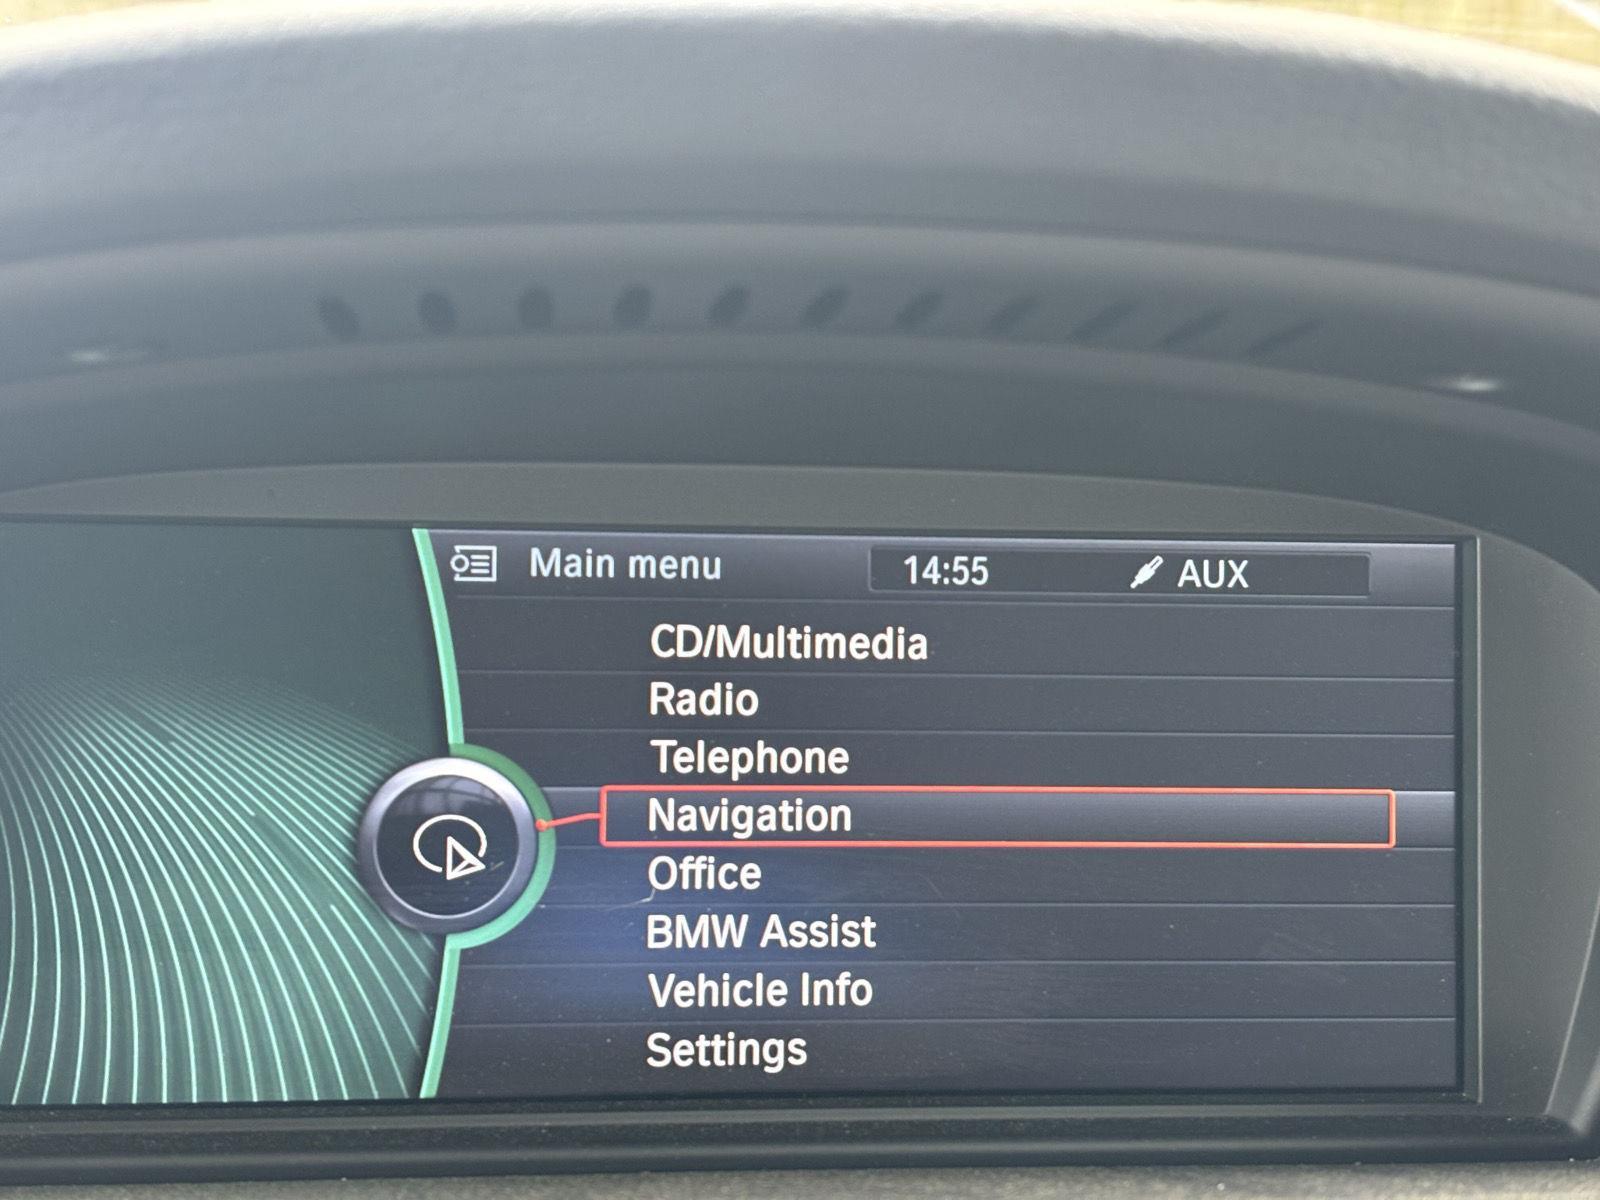 Main menu
14:55 AUX
CD/Multimedia
Radio
Telephone
Navigation
Office
BMW Assist
Vehicle Info
Settings